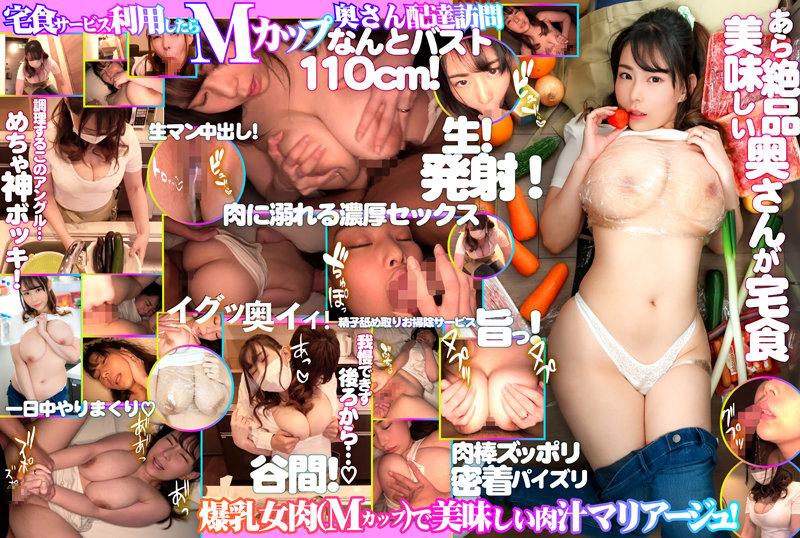 宅食サービス利用したら
Mカップ奥さん配達訪問
なんとバスト
110cm!
生マン中出し!
調理するこのアングル…
めちゃ神ボッキ!
生!
発射!
肉に溺れる濃厚セックス
あら絶品奥さんが宅食
美味しい
イグッ奥イイ!
精子舐め取りお掃除サービス
旨っ!
一日中やりまくり♡
我慢できず
後ろから…♡
谷間!
肉棒ズッポリ
密着パイズリ
爆乳女肉(Mカップ)で美味しい肉汁マリアージュ!